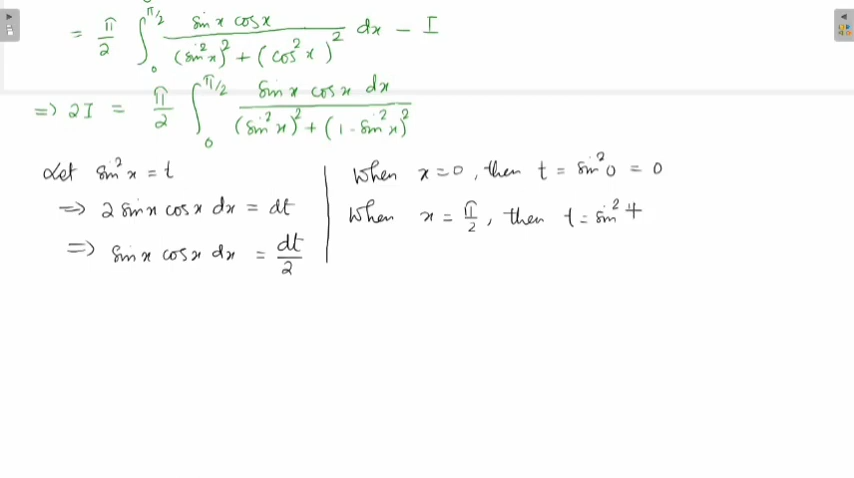 = π/2 ∫₀^{π/2} sin x cos x / ((sin²x)² + (cos²x)²) dx − I
=> 2I = π/2 ∫₀^{π/2} sin x cos x dx / ((sin²x)² + (1 - sin²x)²)
Let sin²x = t
=> 2 sin x cos x dx = dt
=> sin x cos x dx = dt/2
When x = 0, then t = sin²0 = 0
When x = π/2, then t = sin²